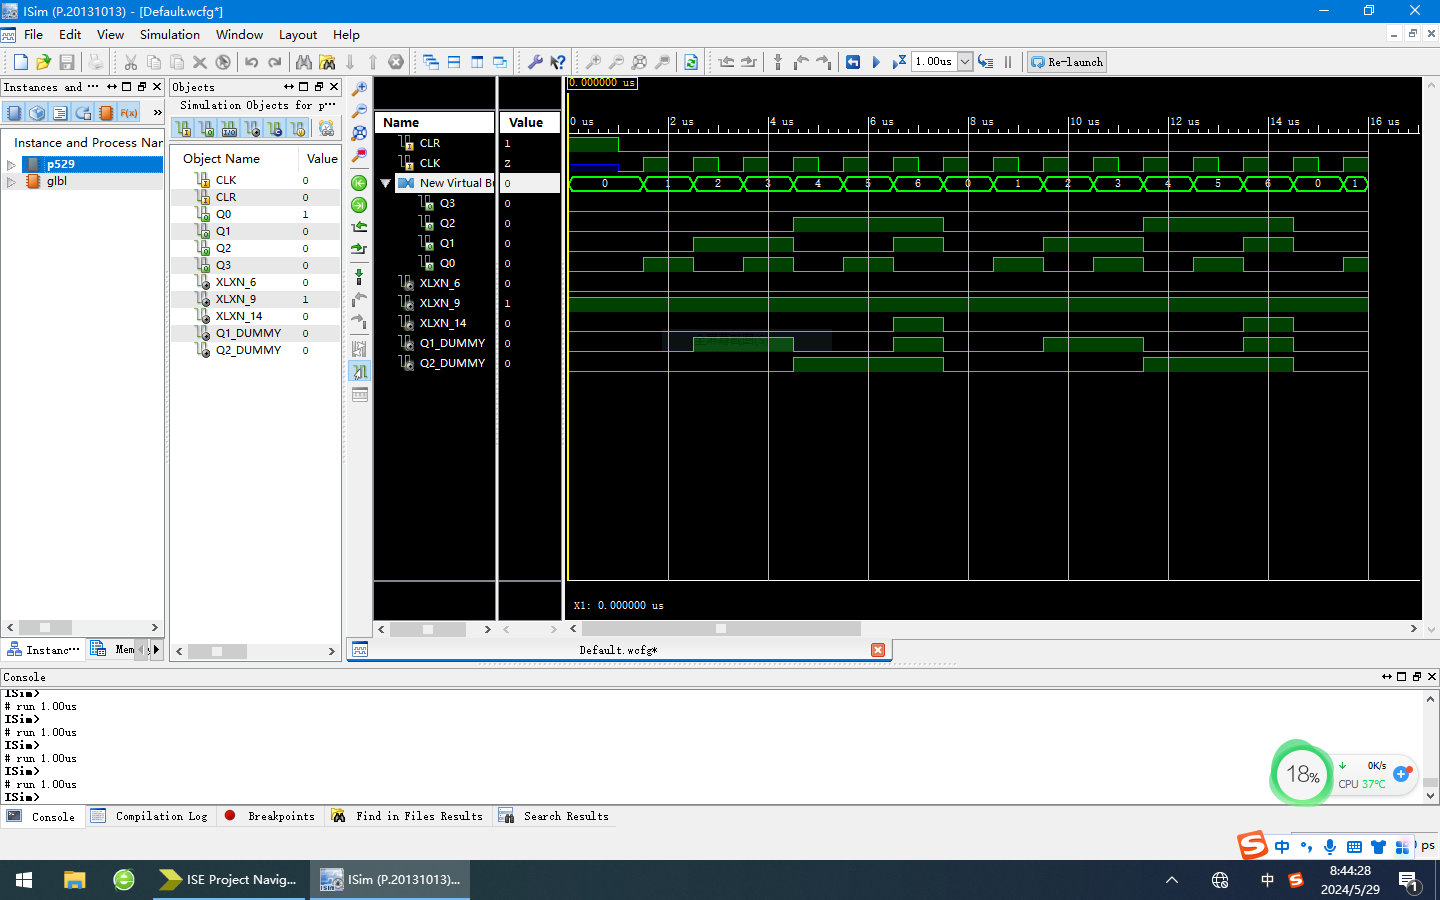 ISim (P.20131013) - [Default.wcfg*]
File Edit View Simulation Window Layout Help
1.00us
Re-launch
Instances and ···
Instance and Process Nar
p529
glbl
Instanc···
Mem
Objects
Simulation Objects for p···
Object Name Value
CLK 0
CLR 0
Q0 1
Q1 0
Q2 0
Q3 0
XLXN_6 0
XLXN_9 1
XLXN_14 0
Q1_DUMMY 0
Q2_DUMMY 0
Name Value
CLR 1
CLK Z
New Virtual B 0
Q3 0
Q2 0
Q1 0
Q0 0
XLXN_6 0
XLXN_9 1
XLXN_14 0
Q1_DUMMY 0
Q2_DUMMY 0
0.000000 us
0 us 2 us 4 us 6 us 8 us 10 us 12 us 14 us 16 us
0 1 2 3 4 5 6 0 1 2 3 4 5 6 0 1
X1: 0.000000 us
Default.wcfg*
Console
ISim>
# run 1.00us
ISim>
# run 1.00us
ISim>
# run 1.00us
ISim>
# run 1.00us
ISim>
Console Compilation Log Breakpoints Find in Files Results Search Results
18%
0K/s
CPU 37°C
中
ps
ISE Project Navig...
ISim (P.20131013)...
中
8:44:28
2024/5/29
1